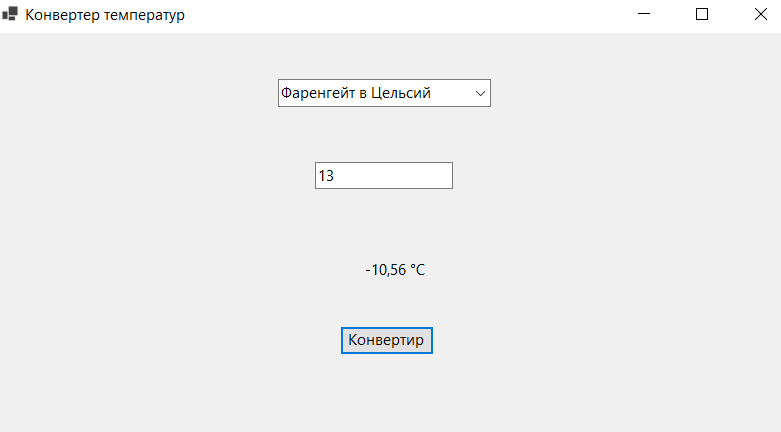 Конвертер температур
Фаренгейт в Цельсий
13
-10,56 °C
Конвертир